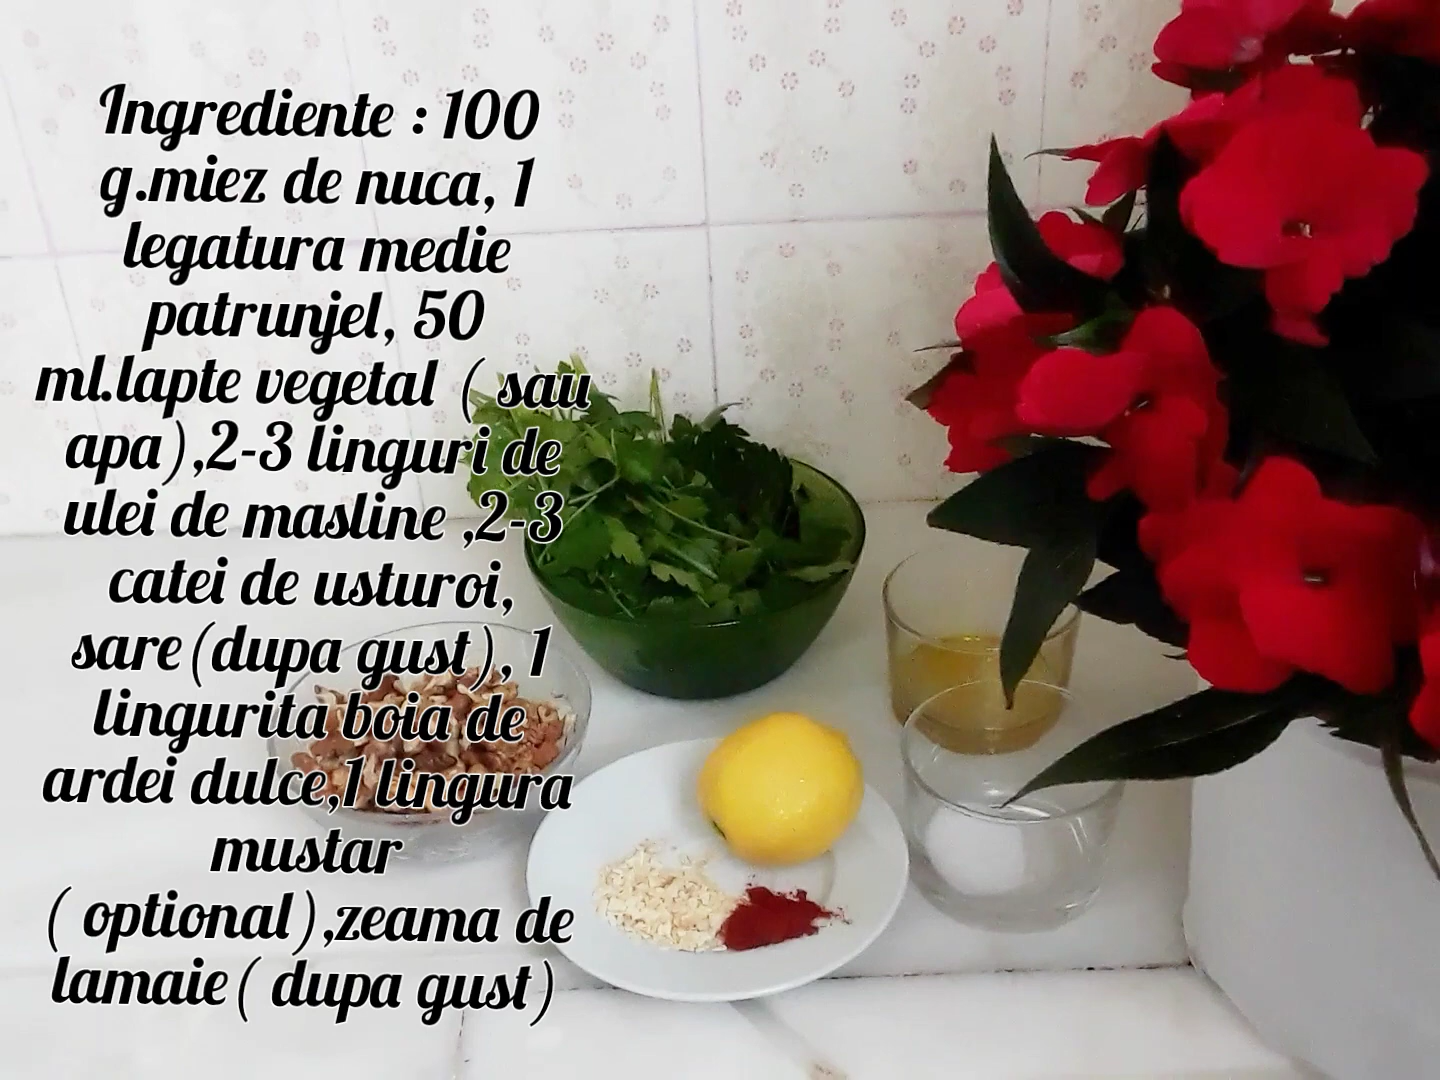 Ingrediente : 100
g.miez de nuca, 1
legatura medie
patrunjel, 50
ml.lapte vegetal ( sau
apa),2-3 linguri de
ulei de masline ,2-3
catei de usturoi,
sare(dupa gust), 1
lingurita boia de
ardei dulce,1 lingura
mustar
( optional),zeama de
lamaie( dupa gust)